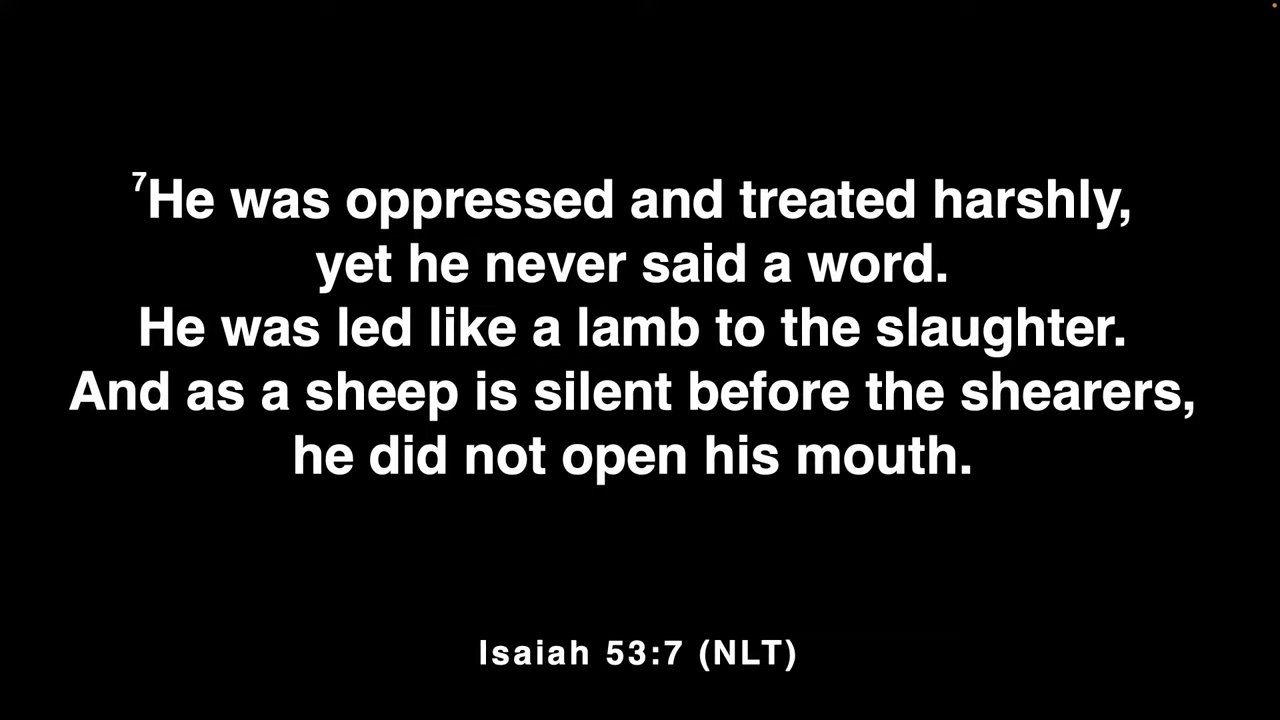 ⁷He was oppressed and treated harshly,
yet he never said a word.
He was led like a lamb to the slaughter.
And as a sheep is silent before the shearers,
he did not open his mouth.
Isaiah 53:7 (NLT)